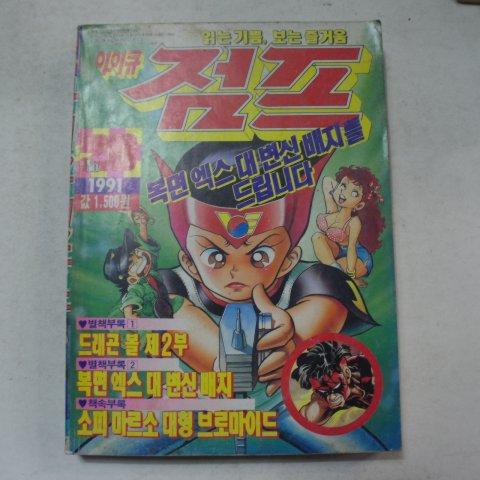 읽는 기쁨, 보는 즐거움
아이큐
점프
1991
값 1,500원
복면 엑스 대 변신 배지를
드립니다
♥별책부록 1
드래곤 볼 제2부
♥별책부록 2
복면 엑스 대 변신 배지
♥책속부록
소피 마르소 대형 브로마이드